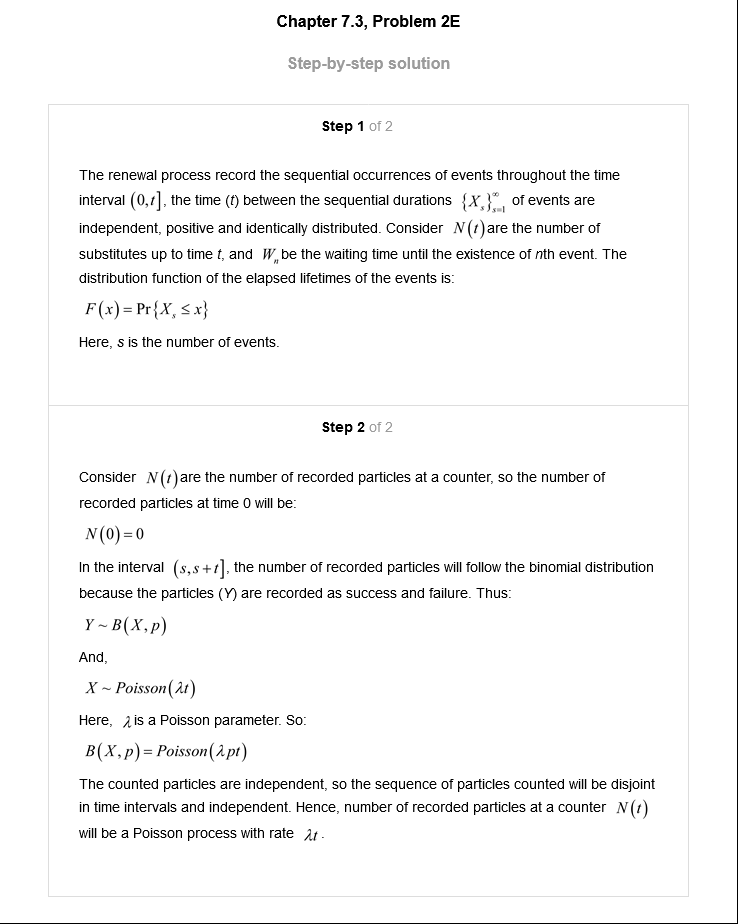 Chapter 7.3, Problem 2E
Step-by-step solution
Step 1 of 2
The renewal process record the sequential occurrences of events throughout the time
interval (0,t], the time (t) between the sequential durations {X_s}_{s=1}^∞ of events are
independent, positive and identically distributed. Consider N(t) are the number of
substitutes up to time t, and W_n be the waiting time until the existence of nth event. The
distribution function of the elapsed lifetimes of the events is:
F(x) = Pr{X_s ≤ x}
Here, s is the number of events.
Step 2 of 2
Consider N(t) are the number of recorded particles at a counter, so the number of
recorded particles at time 0 will be:
N(0) = 0
In the interval (s,s+t], the number of recorded particles will follow the binomial distribution
because the particles (Y) are recorded as success and failure. Thus:
Y ~ B(X,p)
And,
X ~ Poisson(λt)
Here, λ is a Poisson parameter. So:
B(X,p) = Poisson(λpt)
The counted particles are independent, so the sequence of particles counted will be disjoint
in time intervals and independent. Hence, number of recorded particles at a counter N(t)
will be a Poisson process with rate λt.